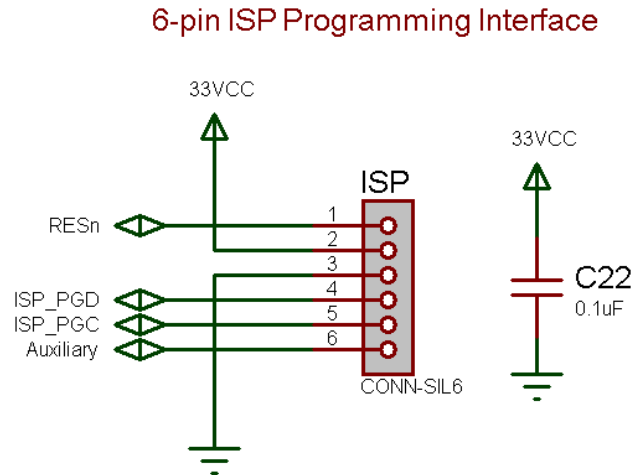 6-pin ISP Programming Interface
33VCC
33VCC
ISP
RESn
1
2
3
ISP_PGD
4
ISP_PGC
5
Auxiliary
6
CONN-SIL6
C22
0.1uF